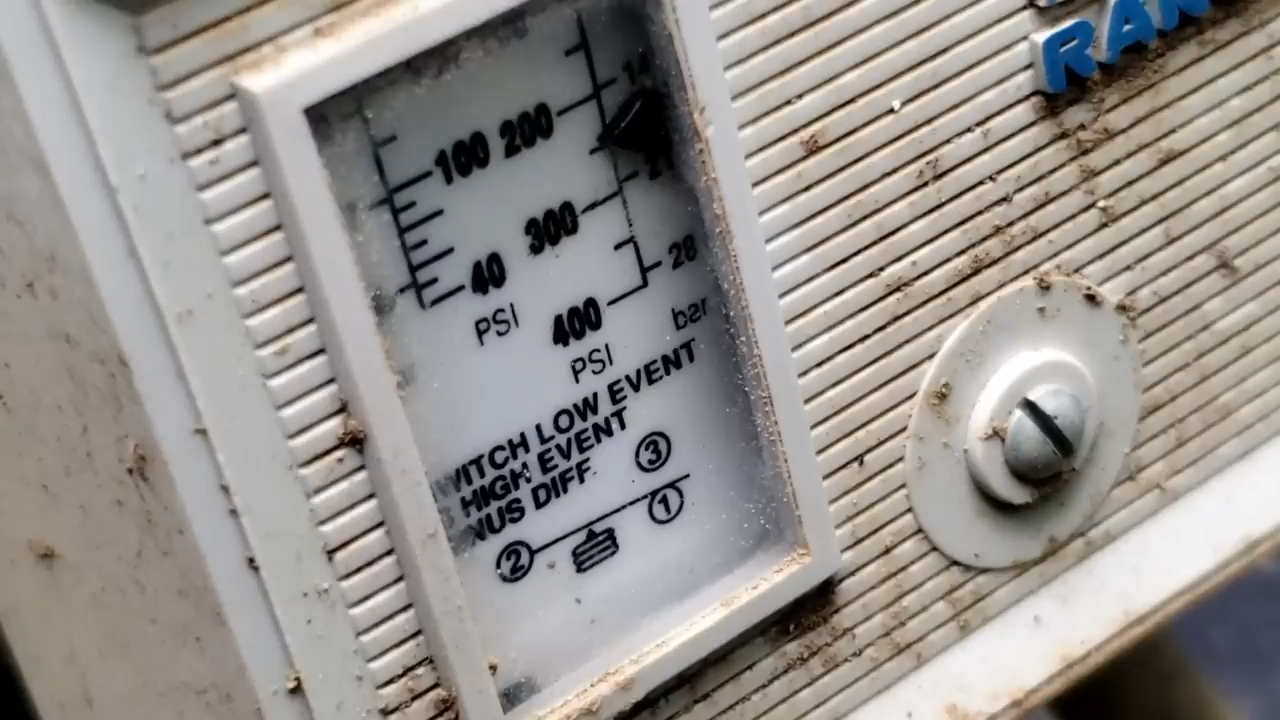 RAN
14
100 200
21
300
40
28
PSI
400
bar
PSI
WITCH LOW EVENT
HIGH EVENT
NUS DIFF.
3
1
2